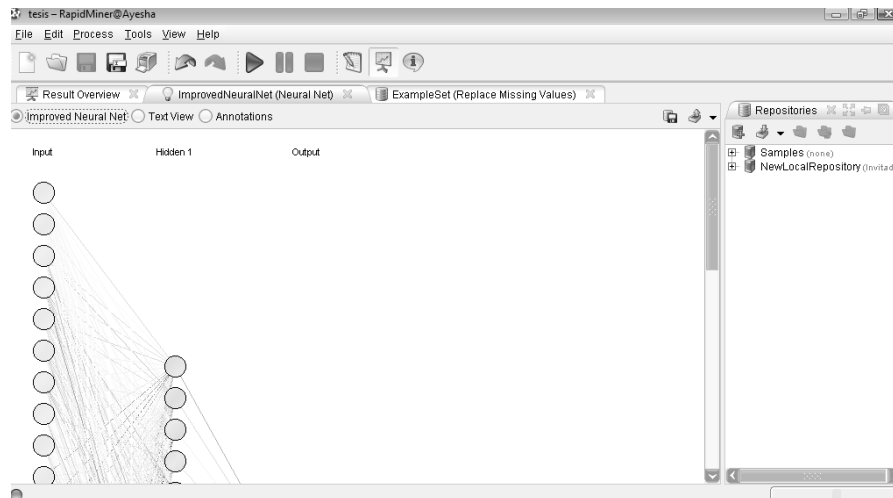 tesis - RapidMiner@Ayesha
File Edit Process Tools View Help
Result Overview
ImprovedNeuralNet (Neural Net)
ExampleSet (Replace Missing Values)
Improved Neural Net Text View Annotations
Input Hidden 1 Output
Repositories
Samples (none)
NewLocalRepository (Invitad